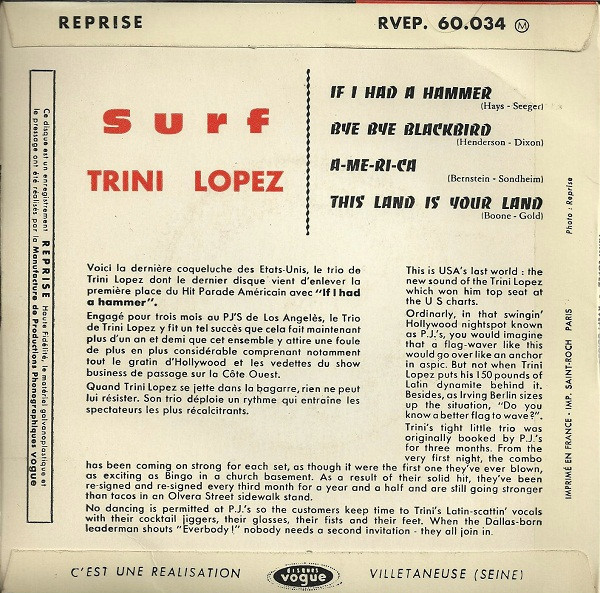 REPRISE
RVEP. 60.034 Ⓜ
Surf
TRINI LOPEZ
IF I HAD A HAMMER
(Hays - Seeger)
BYE BYE BLACKBIRD
(Henderson - Dixon)
A-ME-RI-CA
(Bernstein - Sondheim)
THIS LAND IS YOUR LAND
(Boone - Gold)
Ce disque est un enregistrement REPRISE Haute Fidélité, le matériel galvanoplastique et
le pressage ont été réalisés par la Manufacture de Productions Phonographiques VOGUE
Photo : Reprise
IMPRIMÉ EN FRANCE - IMP. SAINT-ROCH PARIS
Voici la dernière coqueluche des Etats-Unis, le trio de
Trini Lopez dont le dernier disque vient d'enlever la
première place du Hit Parade Américain avec "If I had
a hammer".
Engagé pour trois mois au PJ'S de Los Angelès, le Trio
de Trini Lopez y fit un tel succès que cela fait maintenant
plus d'un an et demi que cet ensemble y attire une foule
de plus en plus considérable comprenant notamment
tout le gratin d'Hollywood et les vedettes du show
business de passage sur la Côte Ouest.
Quand Trini Lopez se jette dans la bagarre, rien ne peut
lui résister. Son trio déploie un rythme qui entraîne les
spectateurs les plus récalcitrants.
This is USA's last world : the
new sound of the Trini Lopez
which won him top seat at
the U S charts.
Ordinarly, in that swingin'
Hollywood nightspot known
as P.J.'s, you would imagine
that a flag-waver like this
would go over like an anchor
in aspic. But not when Trini
Lopez puts his 150 pounds of
Latin dynamite behind it.
Besides, as Irving Berlin sizes
up the situation, "Do you
know a better flag to wave ?".
Trini's tight little trio was
originally booked by P.J.'s
for three months. From the
very first night, the combo
has been coming on strong for each set, as though it were the first one they've ever blown,
as exciting as Bingo in a church basement. As a result of their solid hit, they've been
re-signed and re-signed every third month for a year and a half and are still going stronger
than tacos in an Olvera Street sidewalk stand.
No dancing is permitted at P.J.'s so the customers keep time to Trini's Latin-scattin' vocals
with their cocktail jiggers, their glasses, their fists and their feet. When the Dallas-born
leaderman shouts "Everbody !" nobody needs a second invitation - they all join in.
C'EST UNE REALISATION
disques
vogue
VILLETANEUSE (SEINE)